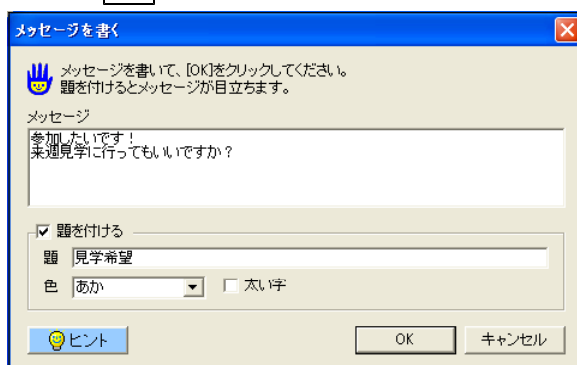 メッセージを書く
メッセージを書いて、[OK]をクリックしてください。
題を付けるとメッセージが目立ちます。
メッセージ
参加したいです！
来週見学に行ってもいいですか？
題を付ける
題 見学希望
色 あか 太い字
ヒント OK キャンセル